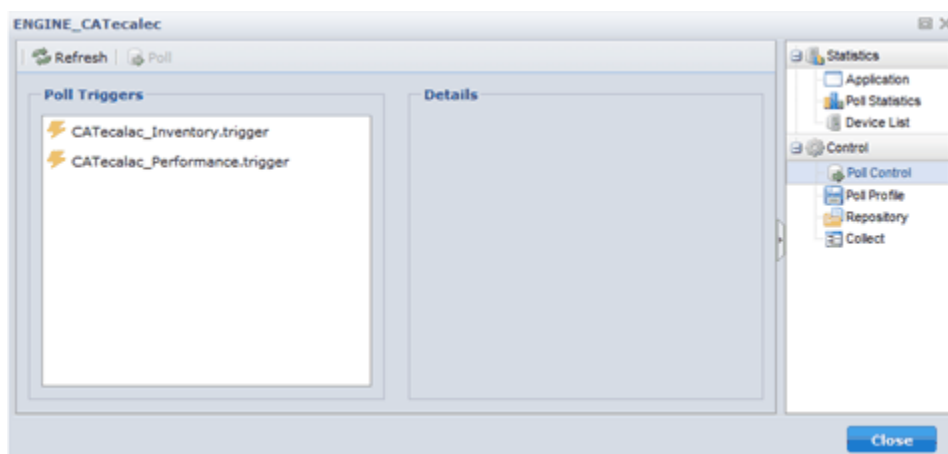 ENGINE_CATecalec
Refresh
Poll
Poll Triggers
CATecalac_Inventory.trigger
CATecalac_Performance.trigger
Details
Statistics
Application
Poll Statistics
Device List
Control
Poll Control
Poll Profile
Repository
Collect
Close